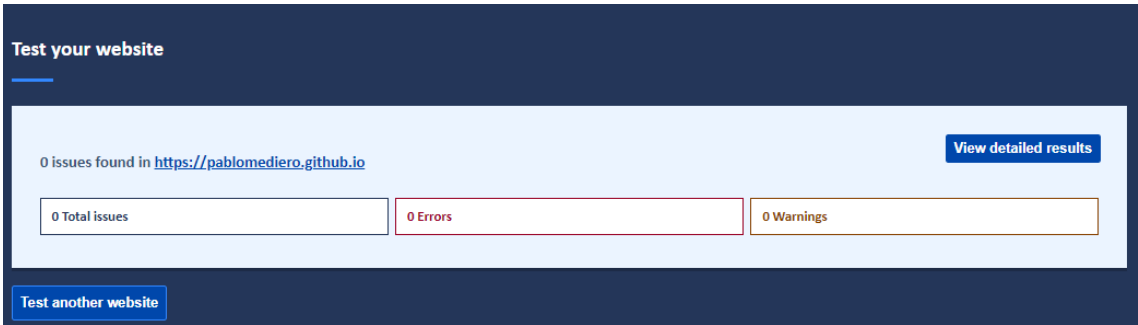 Test your website
View detailed results
0 issues found in https://pablomediero.github.io
0 Total issues
0 Errors
0 Warnings
Test another website